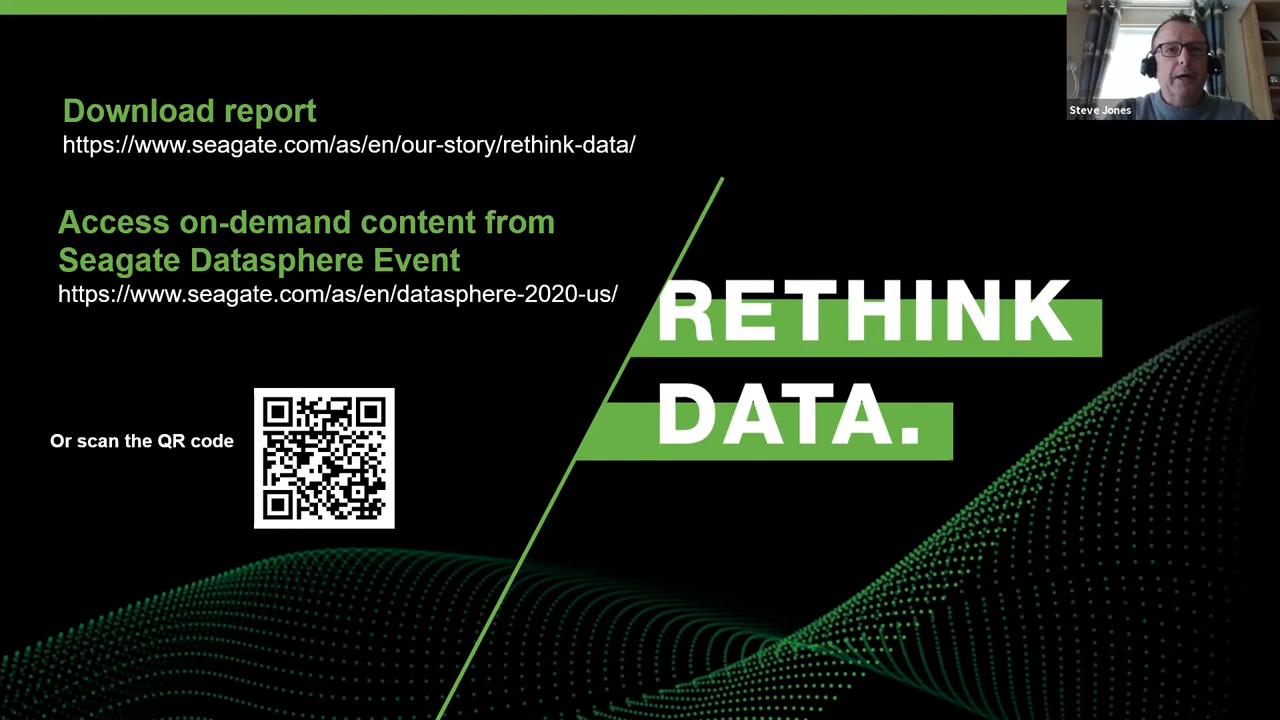 Download report
https://www.seagate.com/as/en/our-story/rethink-data/
Access on-demand content from
Seagate Datasphere Event
https://www.seagate.com/as/en/datasphere-2020-us/
Or scan the QR code
RETHINK
DATA.
Steve Jones